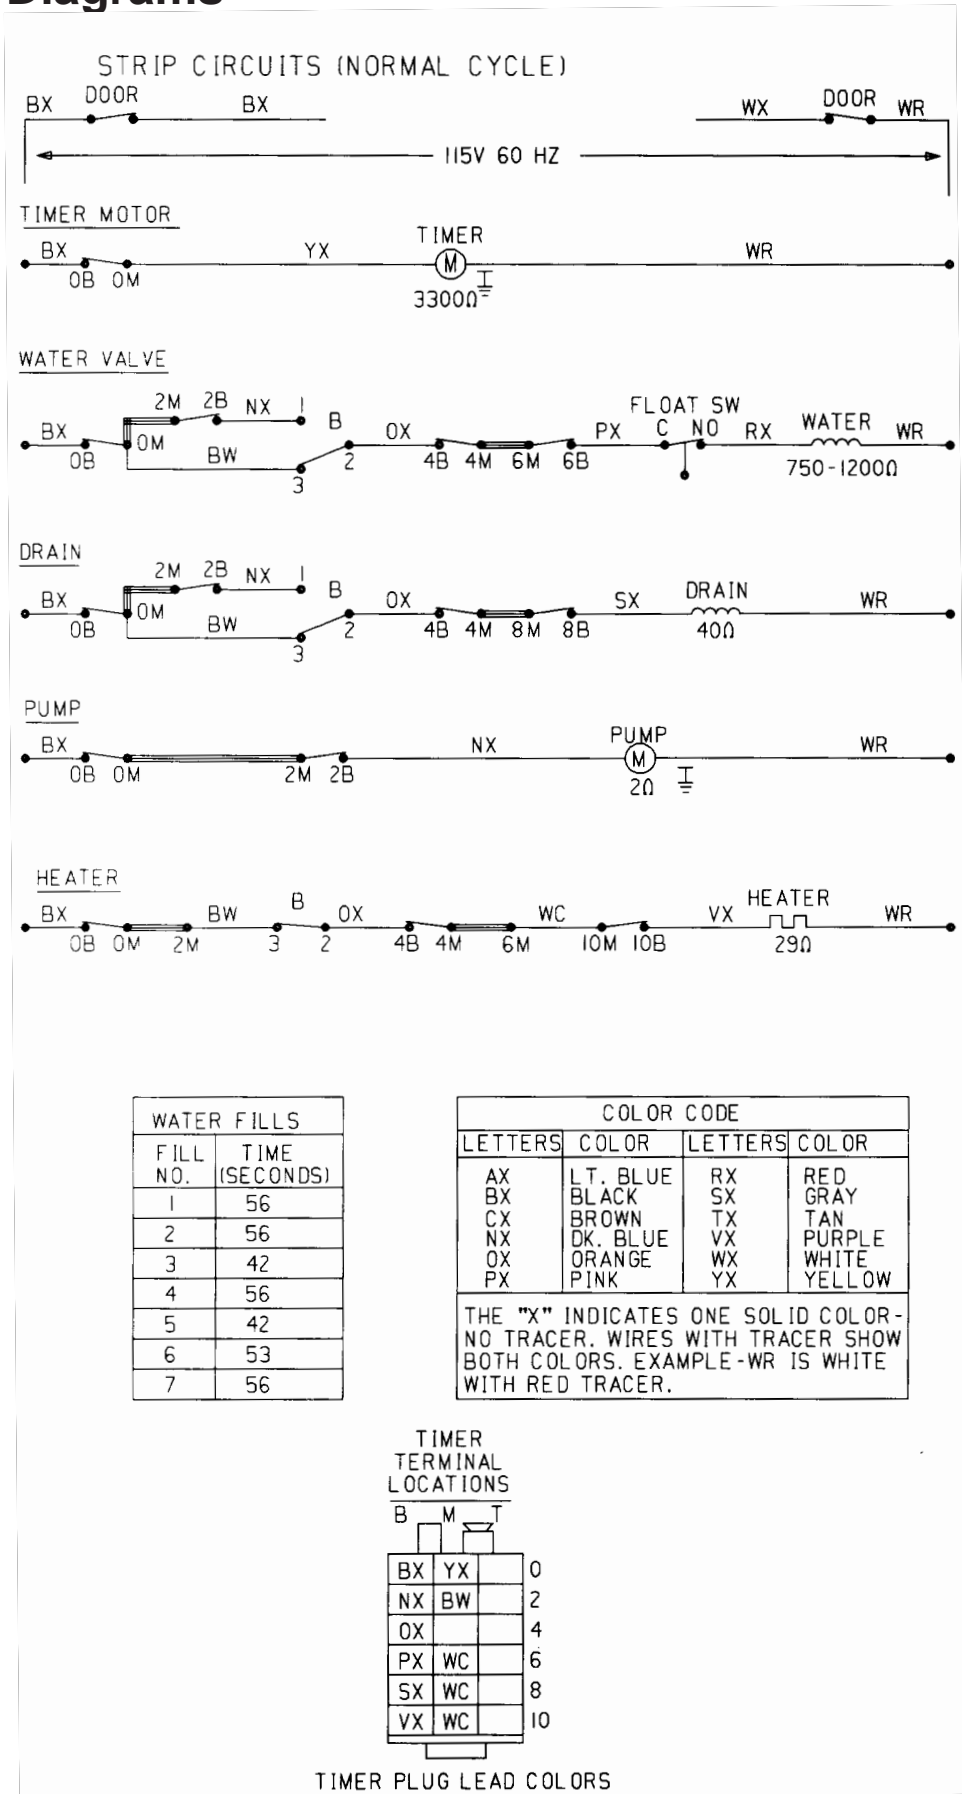 Diagrams
STRIP CIRCUITS (NORMAL CYCLE)
BX DOOR BX WX DOOR WR
115V 60 HZ
TIMER MOTOR
TIMER
BX YX M WR
0B 0M
3300Ω
WATER VALVE
2M 2B NX 1 B FLOAT SW
BX 0M OX PX C NO RX WATER WR
0B BW 3 2 4B 4M 6M 6B 750-1200Ω
DRAIN
2M 2B NX 1 B DRAIN
BX 0M OX SX WR
0B BW 3 2 4B 4M 8M 8B 40Ω
PUMP
BX NX PUMP WR
M
0B 0M 2M 2B 2Ω
HEATER
BX BW B OX WC VX HEATER WR
0B 0M 2M 3 2 4B 4M 6M 10M 10B 29Ω
WATER FILLS
FILL NO. TIME (SECONDS)
1 56
2 56
3 42
4 56
5 42
6 53
7 56
COLOR CODE
LETTERS COLOR LETTERS COLOR
AX LT. BLUE RX RED
BX BLACK SX GRAY
CX BROWN TX TAN
NX DK. BLUE VX PURPLE
OX ORANGE WX WHITE
PX PINK YX YELLOW
THE "X" INDICATES ONE SOLID COLOR-
NO TRACER. WIRES WITH TRACER SHOW
BOTH COLORS. EXAMPLE-WR IS WHITE
WITH RED TRACER.
TIMER
TERMINAL
LOCATIONS
B M T
BX YX 0
NX BW 2
OX 4
PX WC 6
SX WC 8
VX WC 10
TIMER PLUG LEAD COLORS